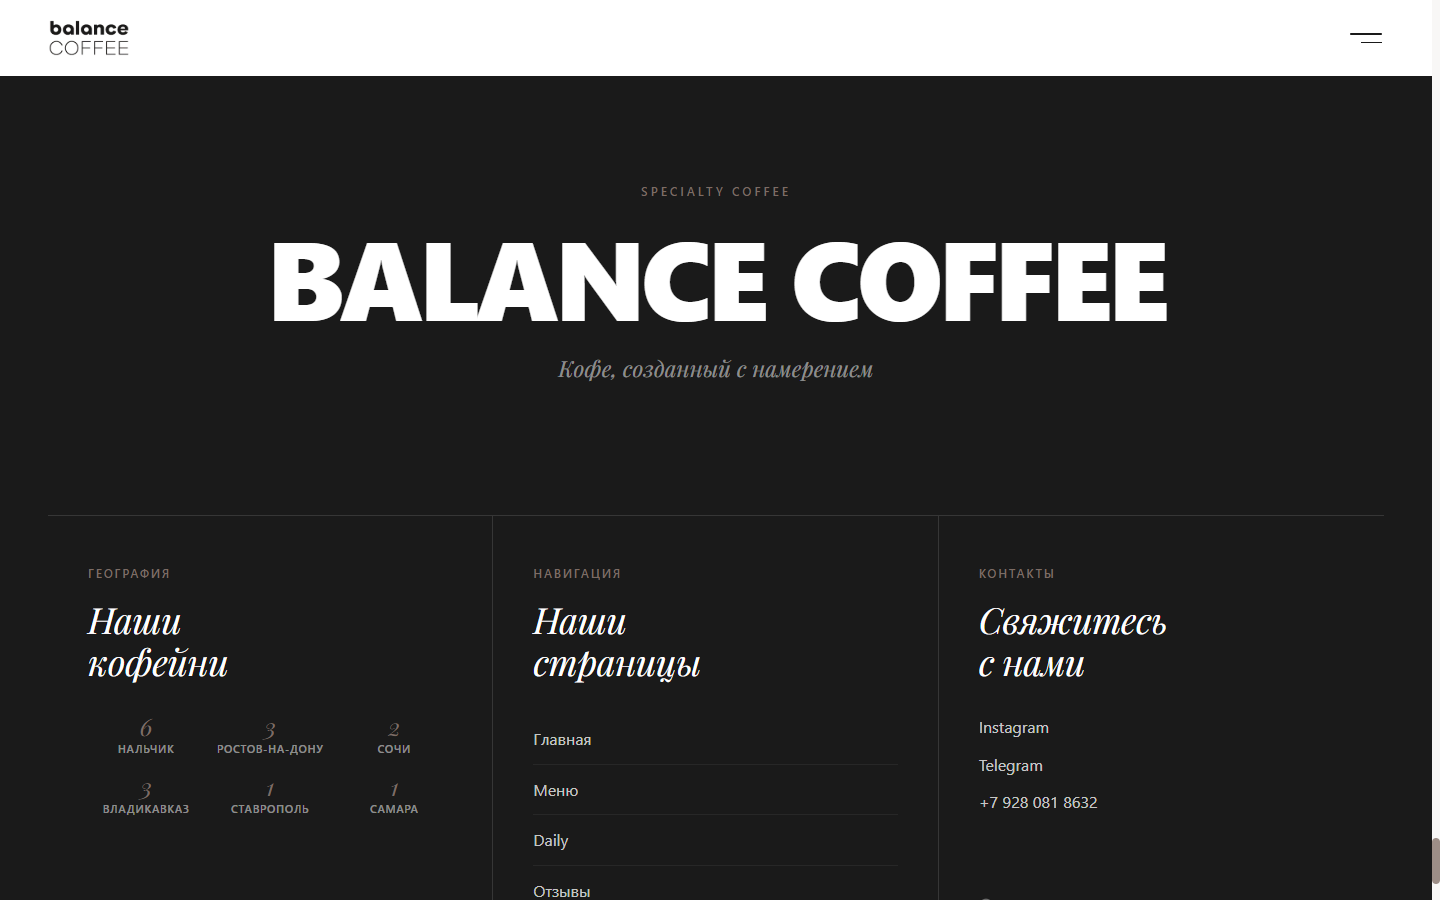 balance
COFFEE
SPECIALTY COFFEE
BALANCE COFFEE
Кофе, созданный с намерением
ГЕОГРАФИЯ
Наши
кофейни
6
НАЛЬЧИК
3
РОСТОВ-НА-ДОНУ
2
СОЧИ
3
ВЛАДИКАВКАЗ
1
СТАВРОПОЛЬ
1
САМАРА
НАВИГАЦИЯ
Наши
страницы
Главная
Меню
Daily
Отзывы
КОНТАКТЫ
Свяжитесь
с нами
Instagram
Telegram
+7 928 081 8632